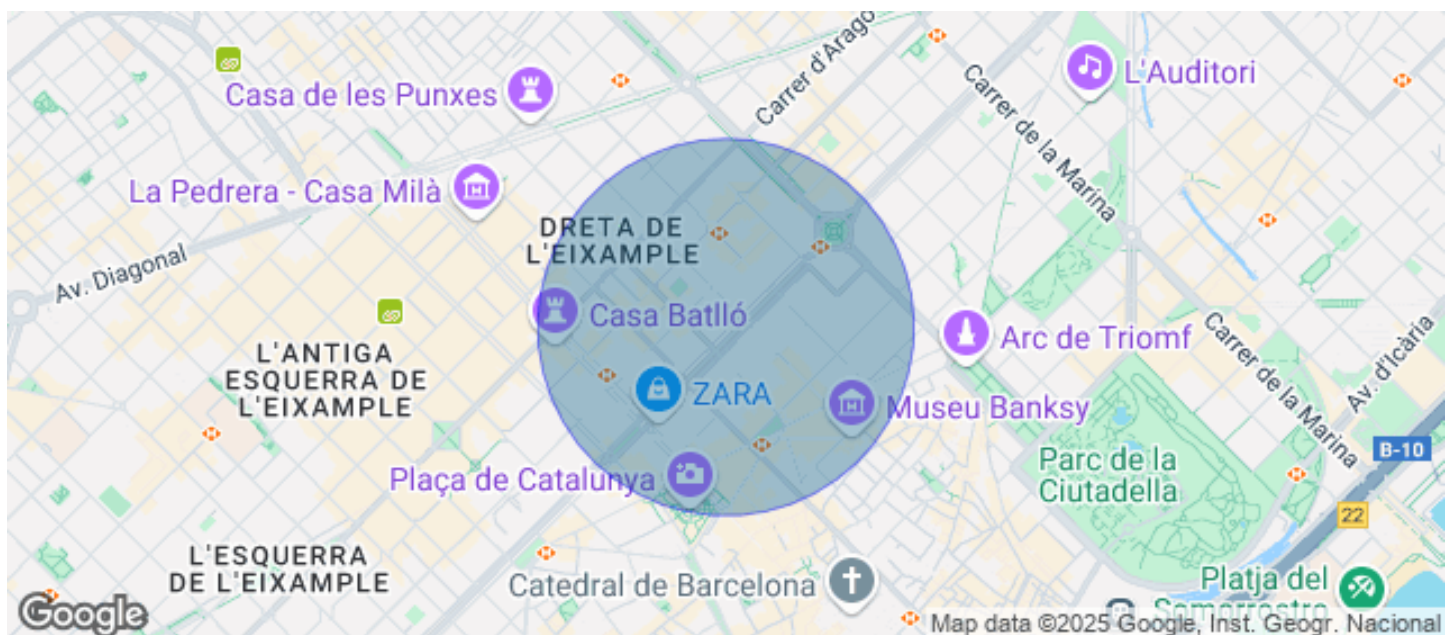 Carrer d'Arago
L'Auditori
Casa de les Punxes
Carrer de la Marina
La Pedrera - Casa Milà
DRETA DE
L'EIXAMPLE
Av. Diagonal
Casa Batlló
Arc de Triomf
Carrer de la Marina
Av. d'Icària
L'ANTIGA
ESQUERRA DE
L'EIXAMPLE
ZARA
Museu Banksy
B-10
Plaça de Catalunya
Parc de la
Ciutadella
22
L'ESQUERRA
DE L'EIXAMPLE
Catedral de Barcelona
Platja del
Somorrostro
Google
Map data ©2025 Google, Inst. Geogr. Nacional